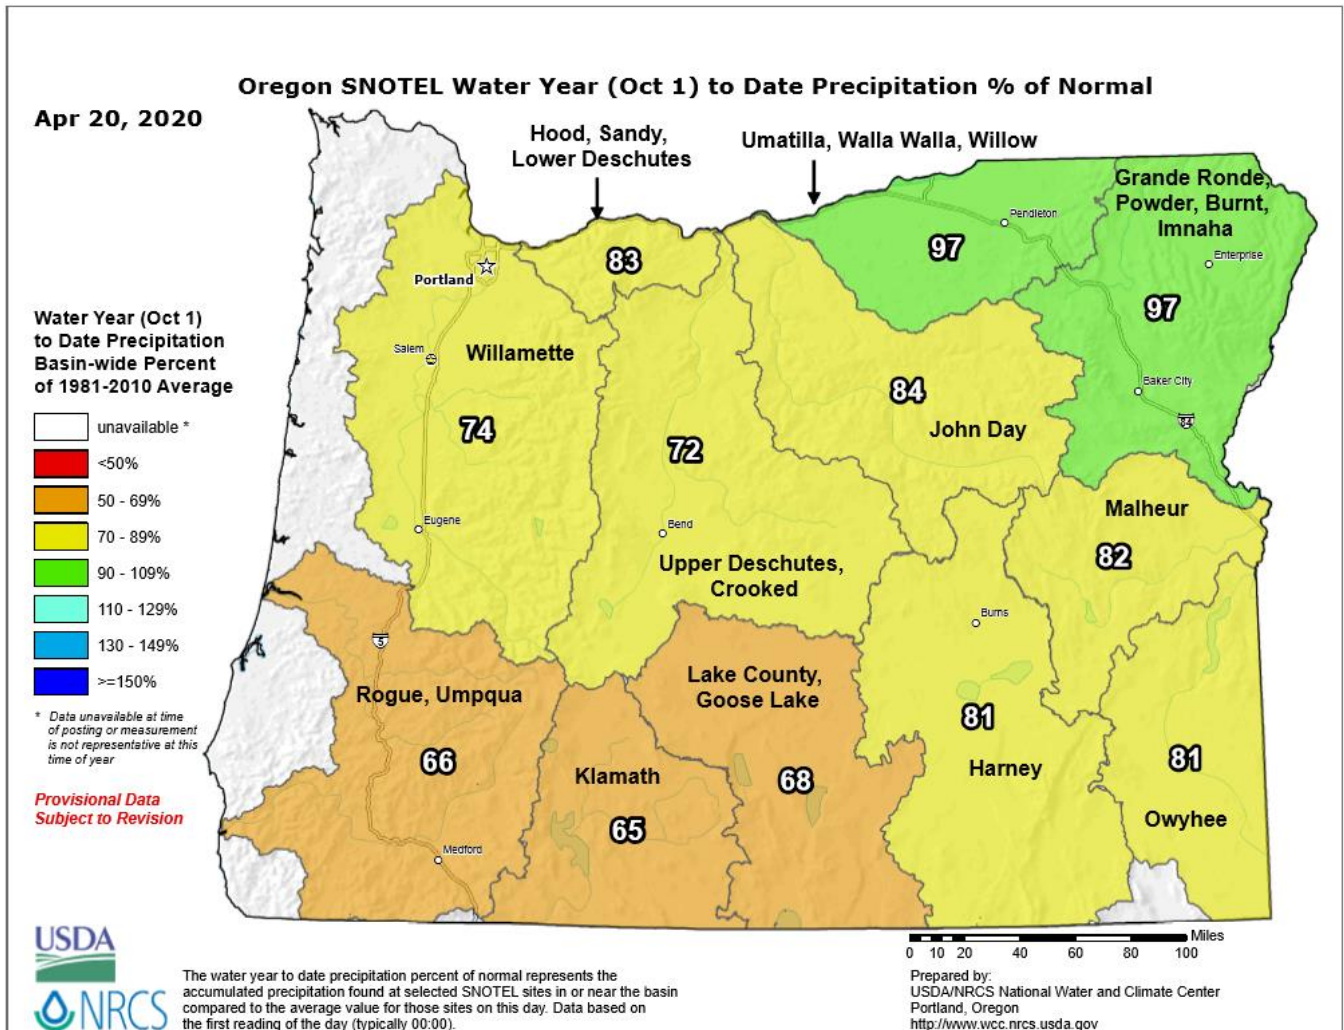 Oregon SNOTEL Water Year (Oct 1) to Date Precipitation % of Normal
Apr 20, 2020
Hood, Sandy,
Lower Deschutes
Umatilla, Walla Walla, Willow
Grande Ronde,
Powder, Burnt,
Imnaha
Pendleton
Enterprise
97
83
97
Portland
Salem
Willamette
Baker City
84
84
John Day
74
72
Malheur
Eugene
Bend
82
Upper Deschutes,
Crooked
Burns
5
Lake County,
Goose Lake
Rogue, Umpqua
81
66
Klamath
68
Harney
81
65
Owyhee
Medford
Water Year (Oct 1)
to Date Precipitation
Basin-wide Percent
of 1981-2010 Average
unavailable *
<50%
50 - 69%
70 - 89%
90 - 109%
110 - 129%
130 - 149%
>=150%
* Data unavailable at time
of posting or measurement
is not representative at this
time of year
Provisional Data
Subject to Revision
USDA
NRCS
The water year to date precipitation percent of normal represents the
accumulated precipitation found at selected SNOTEL sites in or near the basin
compared to the average value for those sites on this day. Data based on
the first reading of the day (typically 00:00).
Miles
0 10 20 40 60 80 100
Prepared by:
USDA/NRCS National Water and Climate Center
Portland, Oregon
http://www.wcc.nrcs.usda.gov